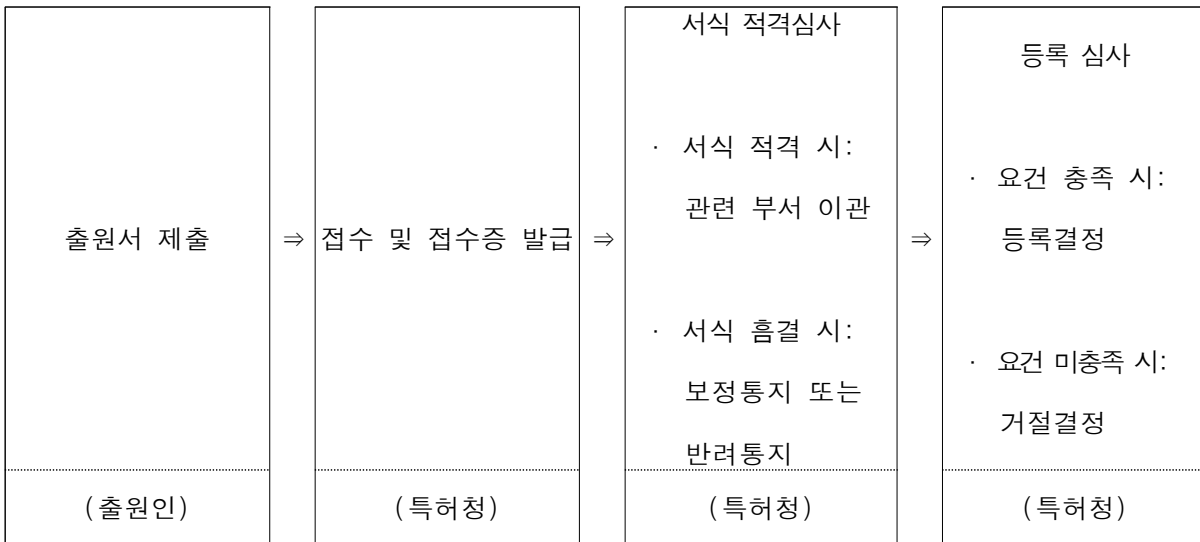 출원서 제출
(출원인)
⇒
접수 및 접수증 발급
(특허청)
⇒
서식 적격심사
· 서식 적격 시:
관련 부서 이관
· 서식 흠결 시:
보정통지 또는
반려통지
(특허청)
⇒
등록 심사
· 요건 충족 시:
등록결정
· 요건 미충족 시:
거절결정
(특허청)